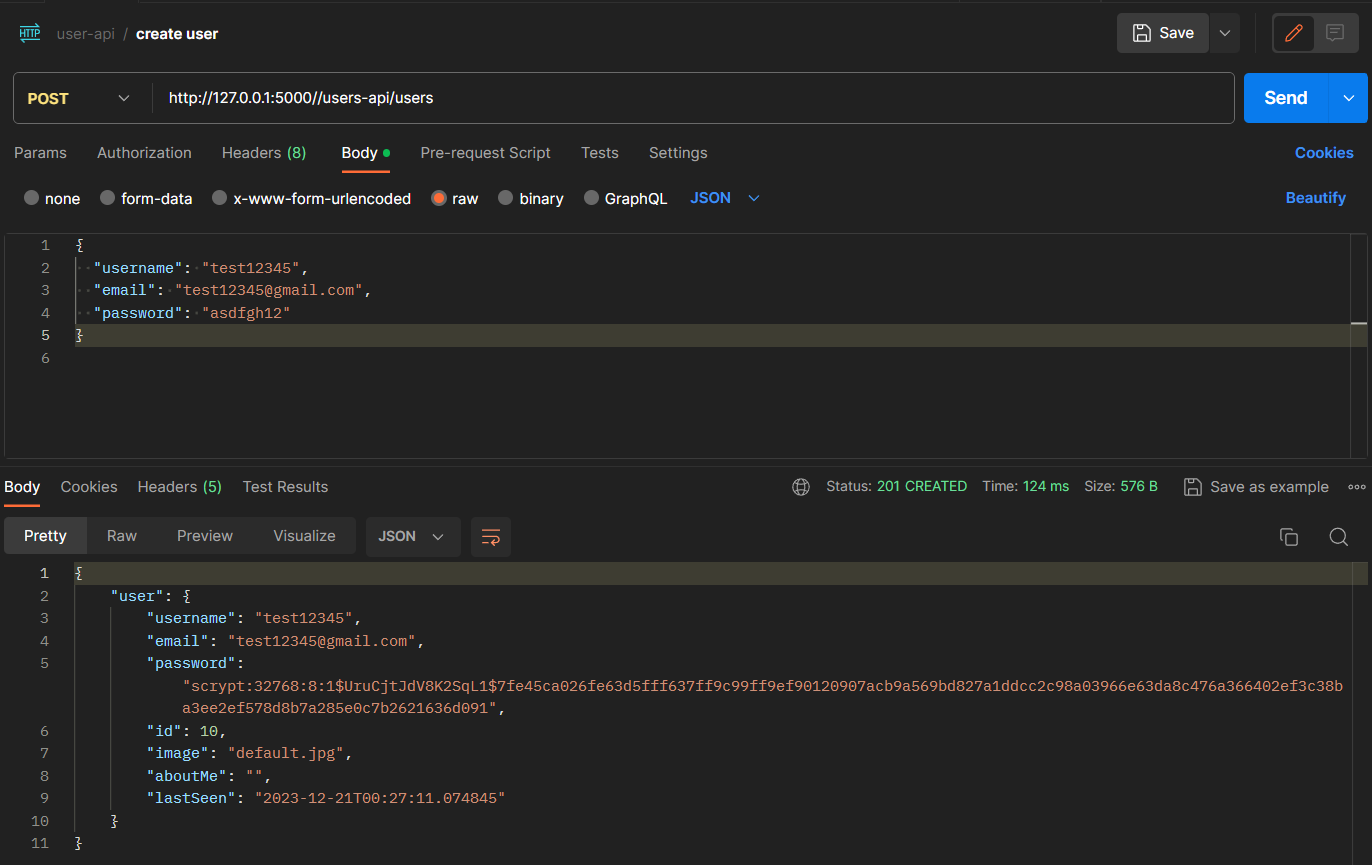 HTTP user-api / create user Save
POST http://127.0.0.1:5000//users-api/users Send
Params Authorization Headers (8) Body Pre-request Script Tests Settings Cookies
none form-data x-www-form-urlencoded raw binary GraphQL JSON Beautify
1 {
2 "username": "test12345",
3 "email": "test12345@gmail.com",
4 "password": "asdfgh12"
5 }
6
Body Cookies Headers (5) Test Results Status: 201 CREATED Time: 124 ms Size: 576 B Save as example
Pretty Raw Preview Visualize JSON
1 {
2 "user": {
3 "username": "test12345",
4 "email": "test12345@gmail.com",
5 "password":
"scrypt:32768:8:1$UruCjtJdV8K2SqL1$7fe45ca026fe63d5fff637ff9c99ff9ef90120907acb9a569bd827a1ddcc2c98a03966e63da8c476a366402ef3c38b
a3ee2ef578d8b7a285e0c7b2621636d091",
6 "id": 10,
7 "image": "default.jpg",
8 "aboutMe": "",
9 "lastSeen": "2023-12-21T00:27:11.074845"
10 }
11 }